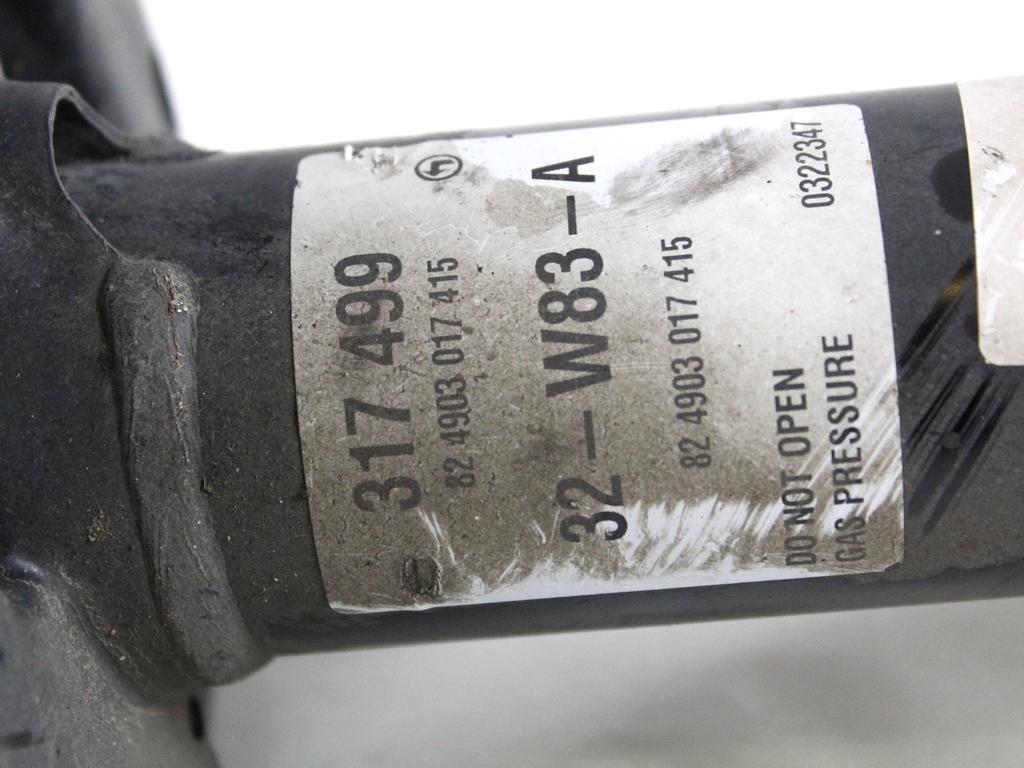 317 499
82 4903 017 415
32-W83-A
82 4903 017 415
DO NOT OPEN
GAS PRESSURE
0322347